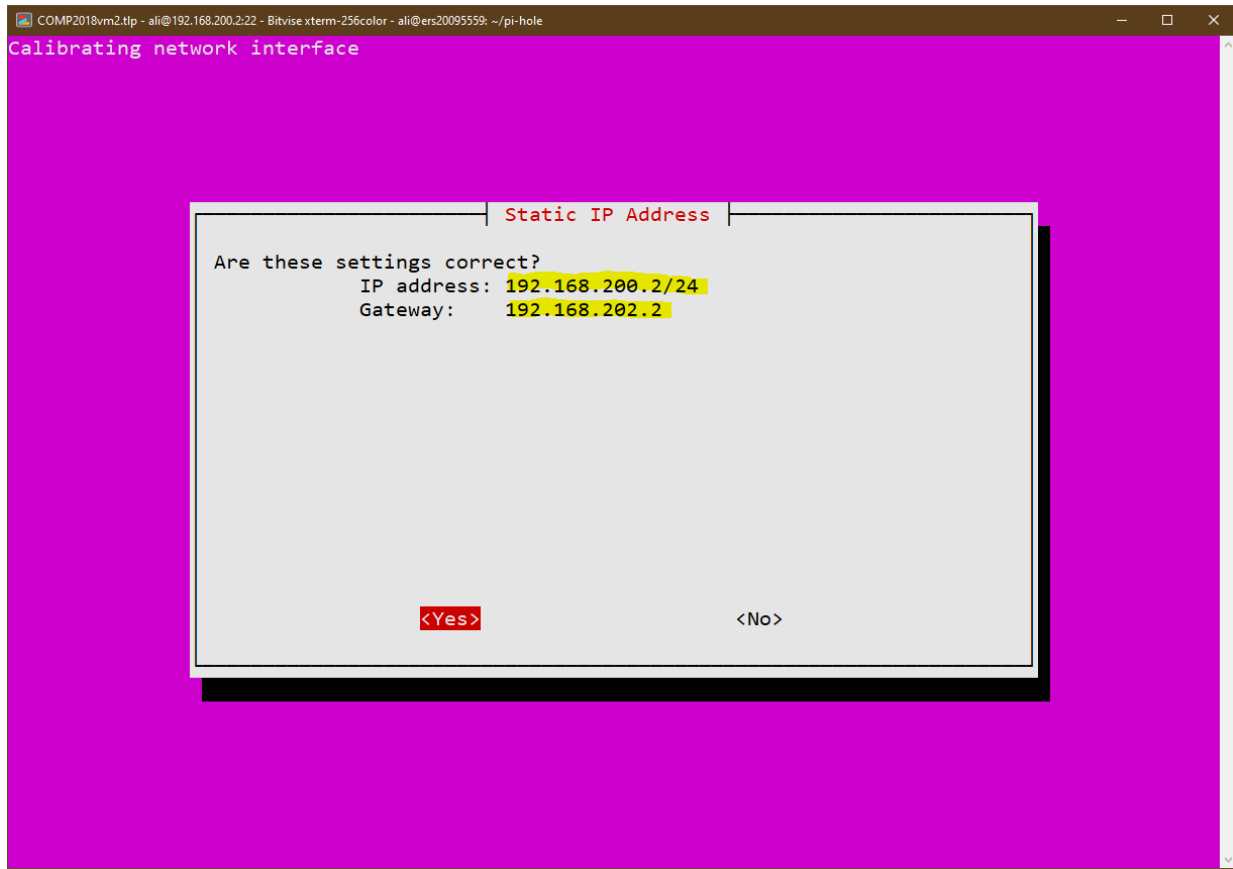 COMP2018vm2.tlp - ali@192.168.200.2:22 - Bitvise xterm-256color - ali@ers20095559: ~/pi-hole
Calibrating network interface
Static IP Address
Are these settings correct?
IP address: 192.168.200.2/24
Gateway: 192.168.202.2
<Yes> <No>